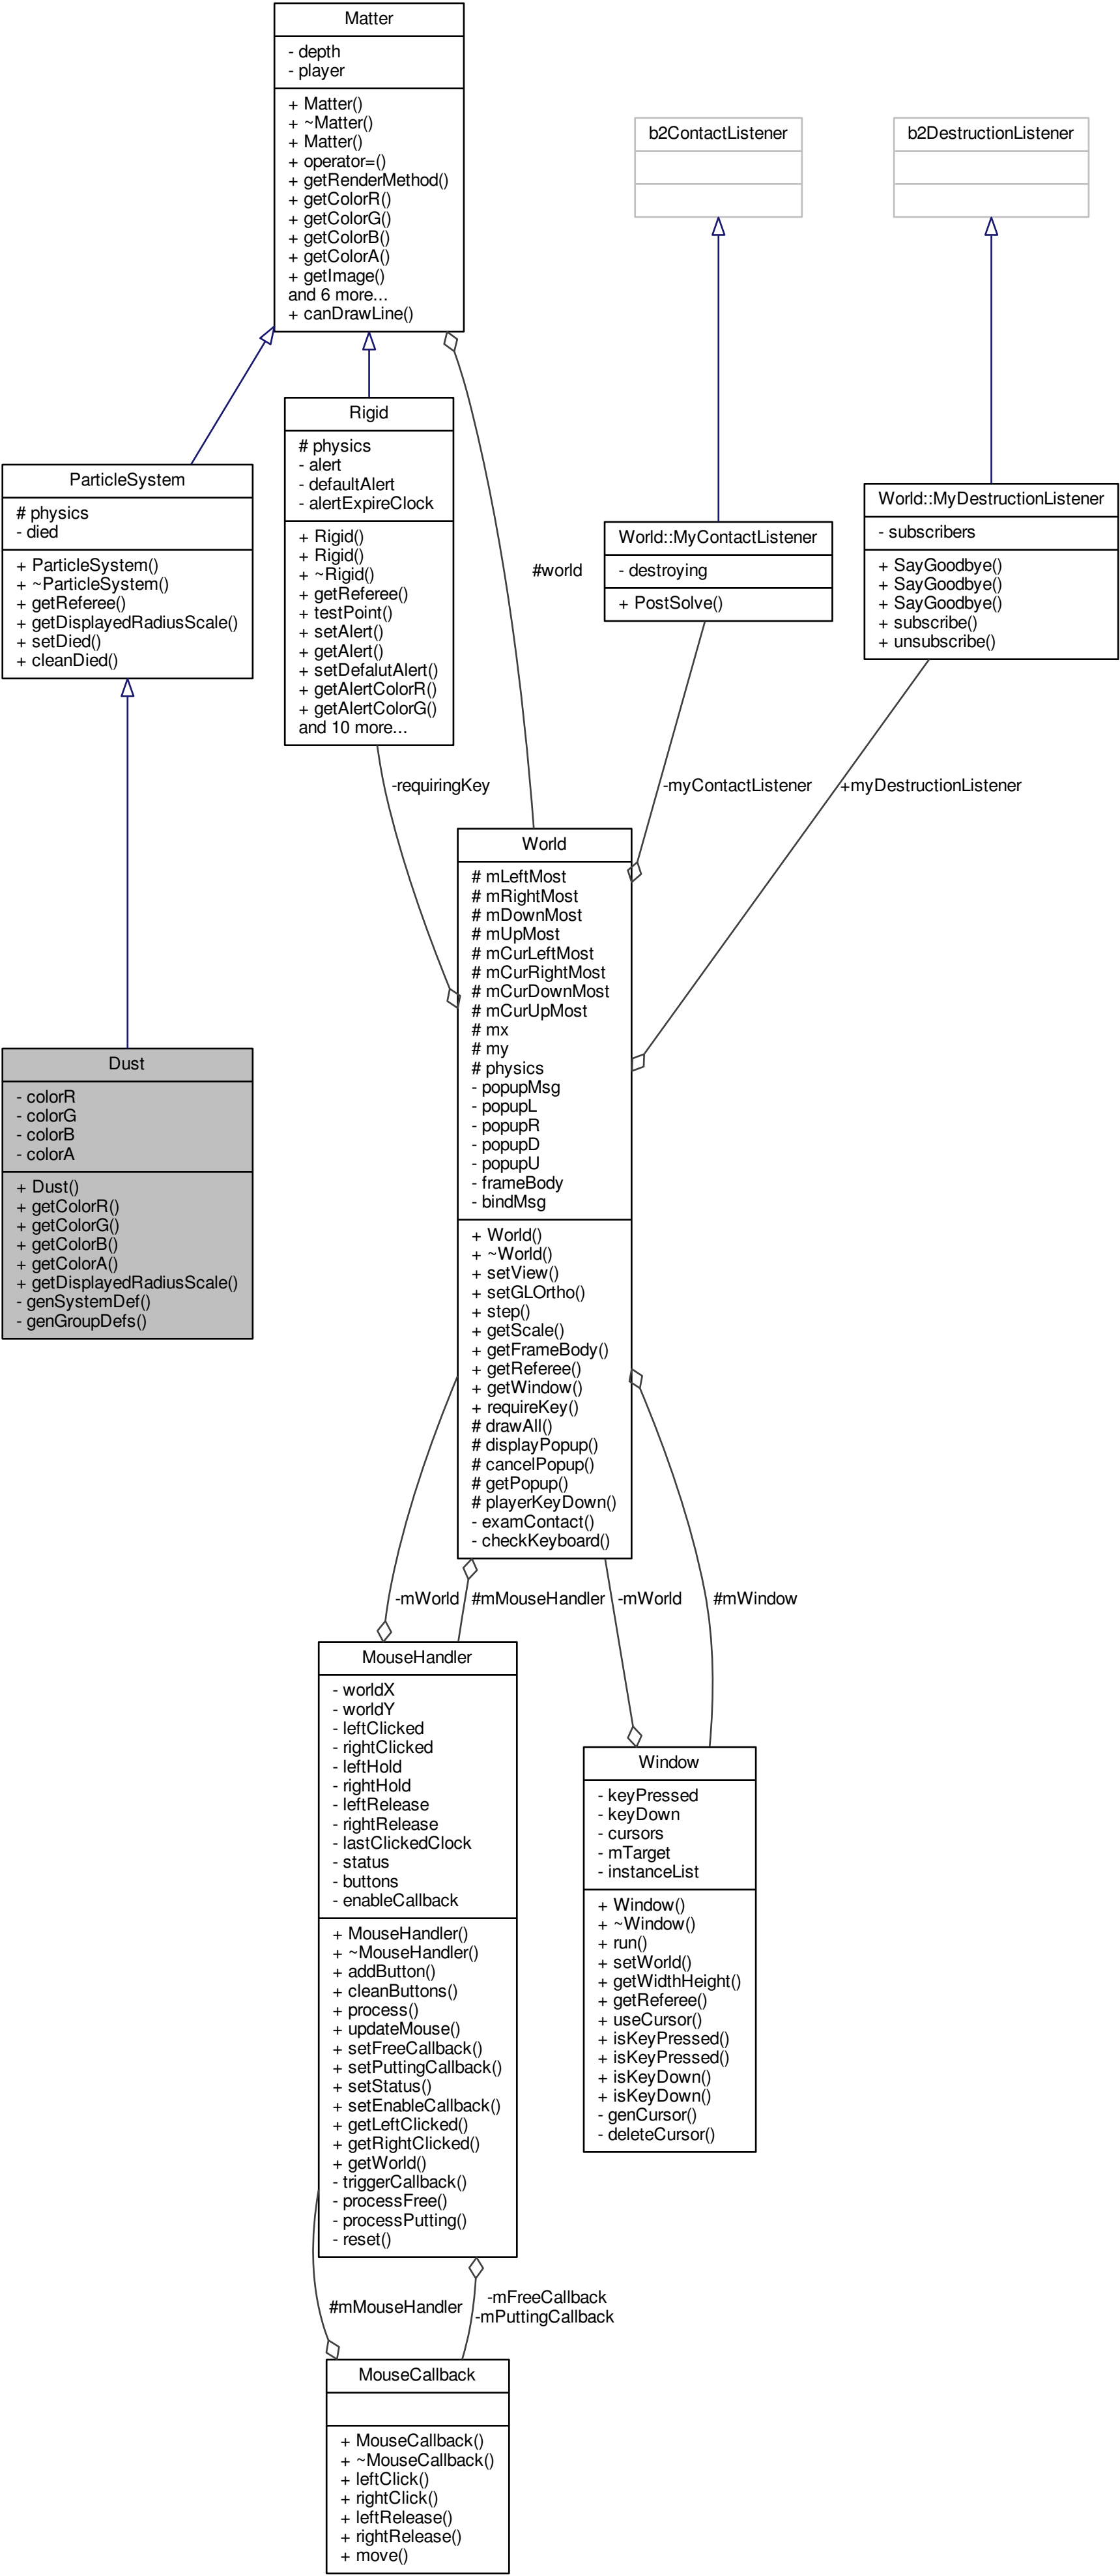 Matter
- depth
- player
+ Matter()
+ ~Matter()
+ Matter()
+ operator=()
+ getRenderMethod()
+ getColorR()
+ getColorG()
+ getColorB()
+ getColorA()
+ getImage()
and 6 more...
+ canDrawLine()
b2ContactListener
b2DestructionListener
Rigid
# physics
- alert
- defaultAlert
- alertExpireClock
+ Rigid()
+ Rigid()
+ ~Rigid()
+ getReferee()
+ testPoint()
+ setAlert()
+ getAlert()
+ setDefalutAlert()
+ getAlertColorR()
+ getAlertColorG()
and 10 more...
ParticleSystem
# physics
- died
+ ParticleSystem()
+ ~ParticleSystem()
+ getReferee()
+ getDisplayedRadiusScale()
+ setDied()
+ cleanDied()
#world
World::MyContactListener
- destroying
+ PostSolve()
World::MyDestructionListener
- subscribers
+ SayGoodbye()
+ SayGoodbye()
+ SayGoodbye()
+ subscribe()
+ unsubscribe()
-requiringKey
-myContactListener
+myDestructionListener
World
# mLeftMost
# mRightMost
# mDownMost
# mUpMost
# mCurLeftMost
# mCurRightMost
# mCurDownMost
# mCurUpMost
# mx
# my
# physics
- popupMsg
- popupL
- popupR
- popupD
- popupU
- frameBody
- bindMsg
+ World()
+ ~World()
+ setView()
+ setGLOrtho()
+ step()
+ getScale()
+ getFrameBody()
+ getReferee()
+ getWindow()
+ requireKey()
# drawAll()
# displayPopup()
# cancelPopup()
# getPopup()
# playerKeyDown()
- examContact()
- checkKeyboard()
Dust
- colorR
- colorG
- colorB
- colorA
+ Dust()
+ getColorR()
+ getColorG()
+ getColorB()
+ getColorA()
+ getDisplayedRadiusScale()
- genSystemDef()
- genGroupDefs()
-mWorld
#mMouseHandler
-mWorld
#mWindow
MouseHandler
- worldX
- worldY
- leftClicked
- rightClicked
- leftHold
- rightHold
- leftRelease
- rightRelease
- lastClickedClock
- status
- buttons
- enableCallback
+ MouseHandler()
+ ~MouseHandler()
+ addButton()
+ cleanButtons()
+ process()
+ updateMouse()
+ setFreeCallback()
+ setPuttingCallback()
+ setStatus()
+ setEnableCallback()
+ getLeftClicked()
+ getRightClicked()
+ getWorld()
- triggerCallback()
- processFree()
- processPutting()
- reset()
Window
- keyPressed
- keyDown
- cursors
- mTarget
- instanceList
+ Window()
+ ~Window()
+ run()
+ setWorld()
+ getWidthHeight()
+ getReferee()
+ useCursor()
+ isKeyPressed()
+ isKeyPressed()
+ isKeyDown()
+ isKeyDown()
- genCursor()
- deleteCursor()
#mMouseHandler
-mFreeCallback
-mPuttingCallback
MouseCallback
+ MouseCallback()
+ ~MouseCallback()
+ leftClick()
+ rightClick()
+ leftRelease()
+ rightRelease()
+ move()